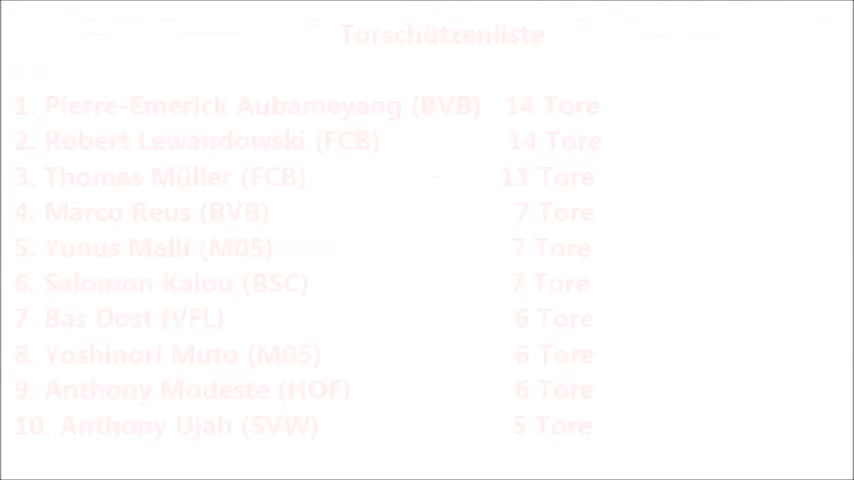 Torschützenliste
1. Pierre-Emerick Aubameyang (BVB) 14 Tore
2. Robert Lewandowski (FCB) 14 Tore
3. Thomas Müller (FCB) 11 Tore
4. Marco Reus (BVB) 7 Tore
5. Yunus Malli (M05) 7 Tore
6. Salomon Kalou (BSC) 7 Tore
7. Bas Dost (VFL) 6 Tore
8. Yoshinori Muto (M05) 6 Tore
9. Anthony Modeste (HOF) 6 Tore
10. Anthony Ujah (SVW) 5 Tore